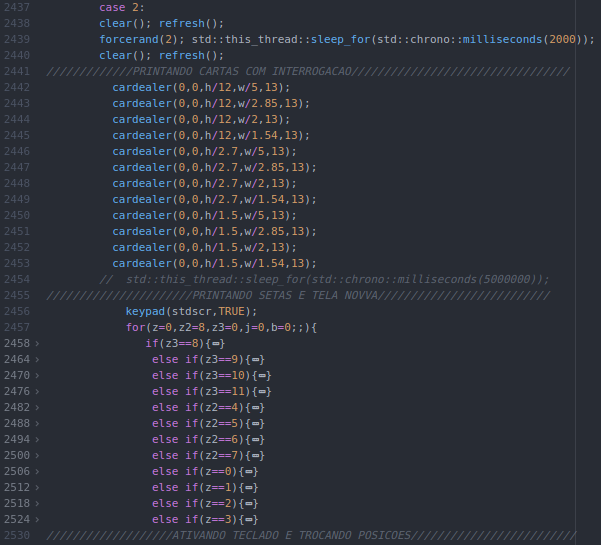 2437 case 2:
2438 clear(); refresh();
2439 forcerand(2); std::this_thread::sleep_for(std::chrono::milliseconds(2000));
2440 clear(); refresh();
2441 /////////////PRINTANDO CARTAS COM INTERROGACAO/////////////////////////////////
2442 cardealer(0,0,h/12,w/5,13);
2443 cardealer(0,0,h/12,w/2.85,13);
2444 cardealer(0,0,h/12,w/2,13);
2445 cardealer(0,0,h/12,w/1.54,13);
2446 cardealer(0,0,h/2.7,w/5,13);
2447 cardealer(0,0,h/2.7,w/2.85,13);
2448 cardealer(0,0,h/2.7,w/2,13);
2449 cardealer(0,0,h/2.7,w/1.54,13);
2450 cardealer(0,0,h/1.5,w/5,13);
2451 cardealer(0,0,h/1.5,w/2.85,13);
2452 cardealer(0,0,h/1.5,w/2,13);
2453 cardealer(0,0,h/1.5,w/1.54,13);
2454 // std::this_thread::sleep_for(std::chrono::milliseconds(5000000));
2455 //////////////////////PRINTANDO SETAS E TELA NOVVA//////////////////////////
2456 keypad(stdscr,TRUE);
2457 for(z=0,z2=8,z3=0,j=0,b=0;;){
2458 › if(z3==8){⋯}
2464 › else if(z3==9){⋯}
2470 › else if(z3==10){⋯}
2476 › else if(z3==11){⋯}
2482 › else if(z2==4){⋯}
2488 › else if(z2==5){⋯}
2494 › else if(z2==6){⋯}
2500 › else if(z2==7){⋯}
2506 › else if(z==0){⋯}
2512 › else if(z==1){⋯}
2518 › else if(z==2){⋯}
2524 › else if(z==3){⋯}
2530 ///////////////////ATIVANDO TECLADO E TROCANDO POSICOES/////////////////////////